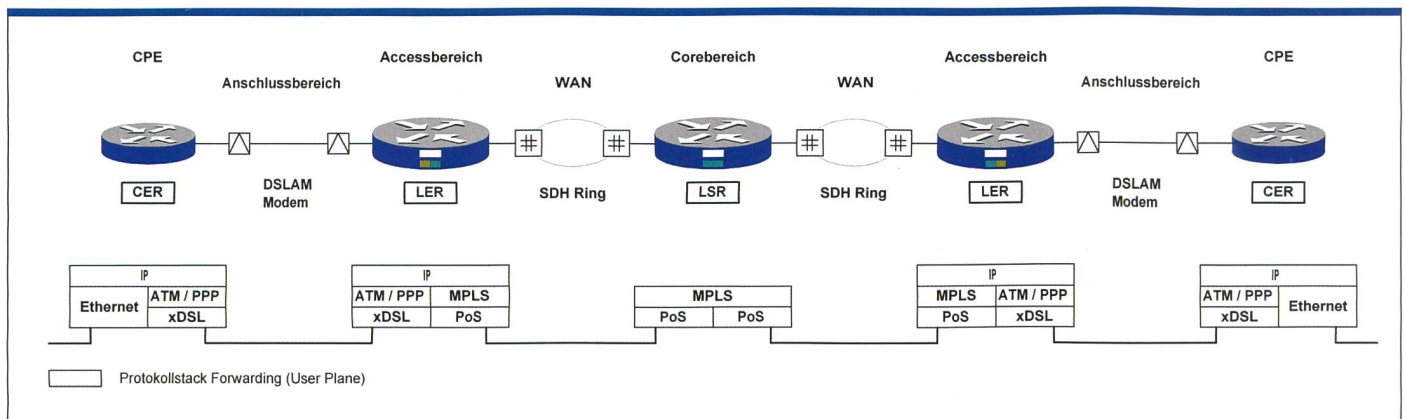 CPE Accessbereich Corebereich Accessbereich CPE
Anschlussbereich WAN WAN Anschlussbereich
CER DSLAM LER SDH Ring LSR SDH Ring LER DSLAM CER
Modem Modem
IP IP IP IP
Ethernet ATM / PPP ATM / PPP MPLS MPLS MPLS ATM / PPP ATM / PPP Ethernet
xDSL xDSL PoS PoS PoS PoS xDSL xDSL
Protokollstack Forwarding (User Plane)